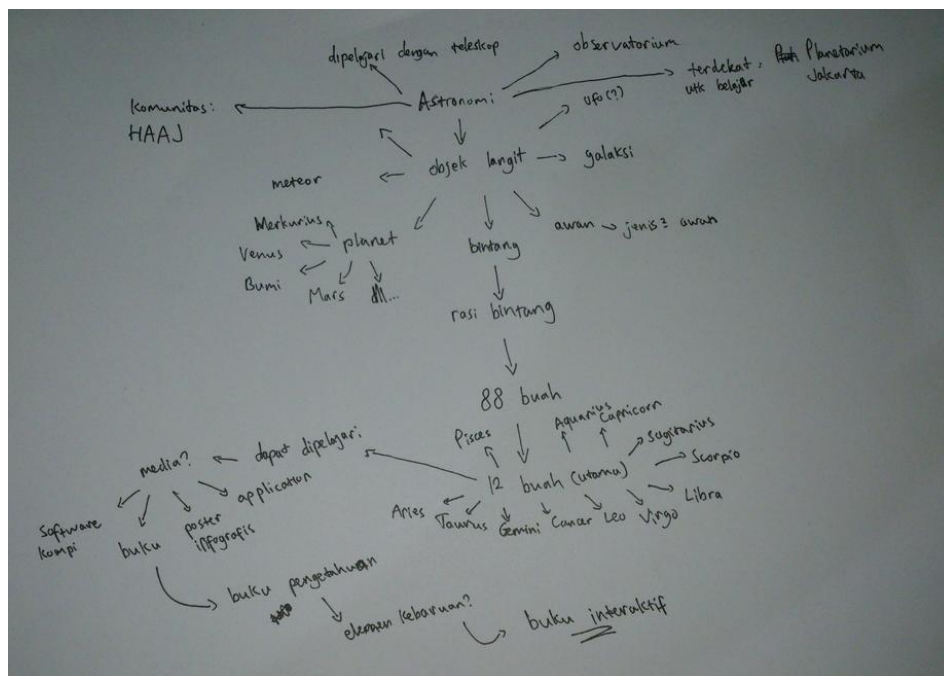 dipelajari dengan teleskop
observatorium
Astronomi
terdekat, Planetorium
utk belajar Jakarta
Komunitas:
HAAJ
ufo(?)
objek langit
galaksi
meteor
awan
jenis² awan
Merkurius
Venus
planet
bintang
Bumi
Mars
dll...
rasi bintang
88 buah
Pisces
Aquarius
Capricorn
Sagitarius
12 buah (utama)
Scorpio
Libra
Aries
Taurus
Gemini
Cancer
Leo
Virgo
dapat dipelajari
media?
Software
kompi
buku
poster
infografis
application
buku pengetahuan
elemen kebaruan?
buku interaktif